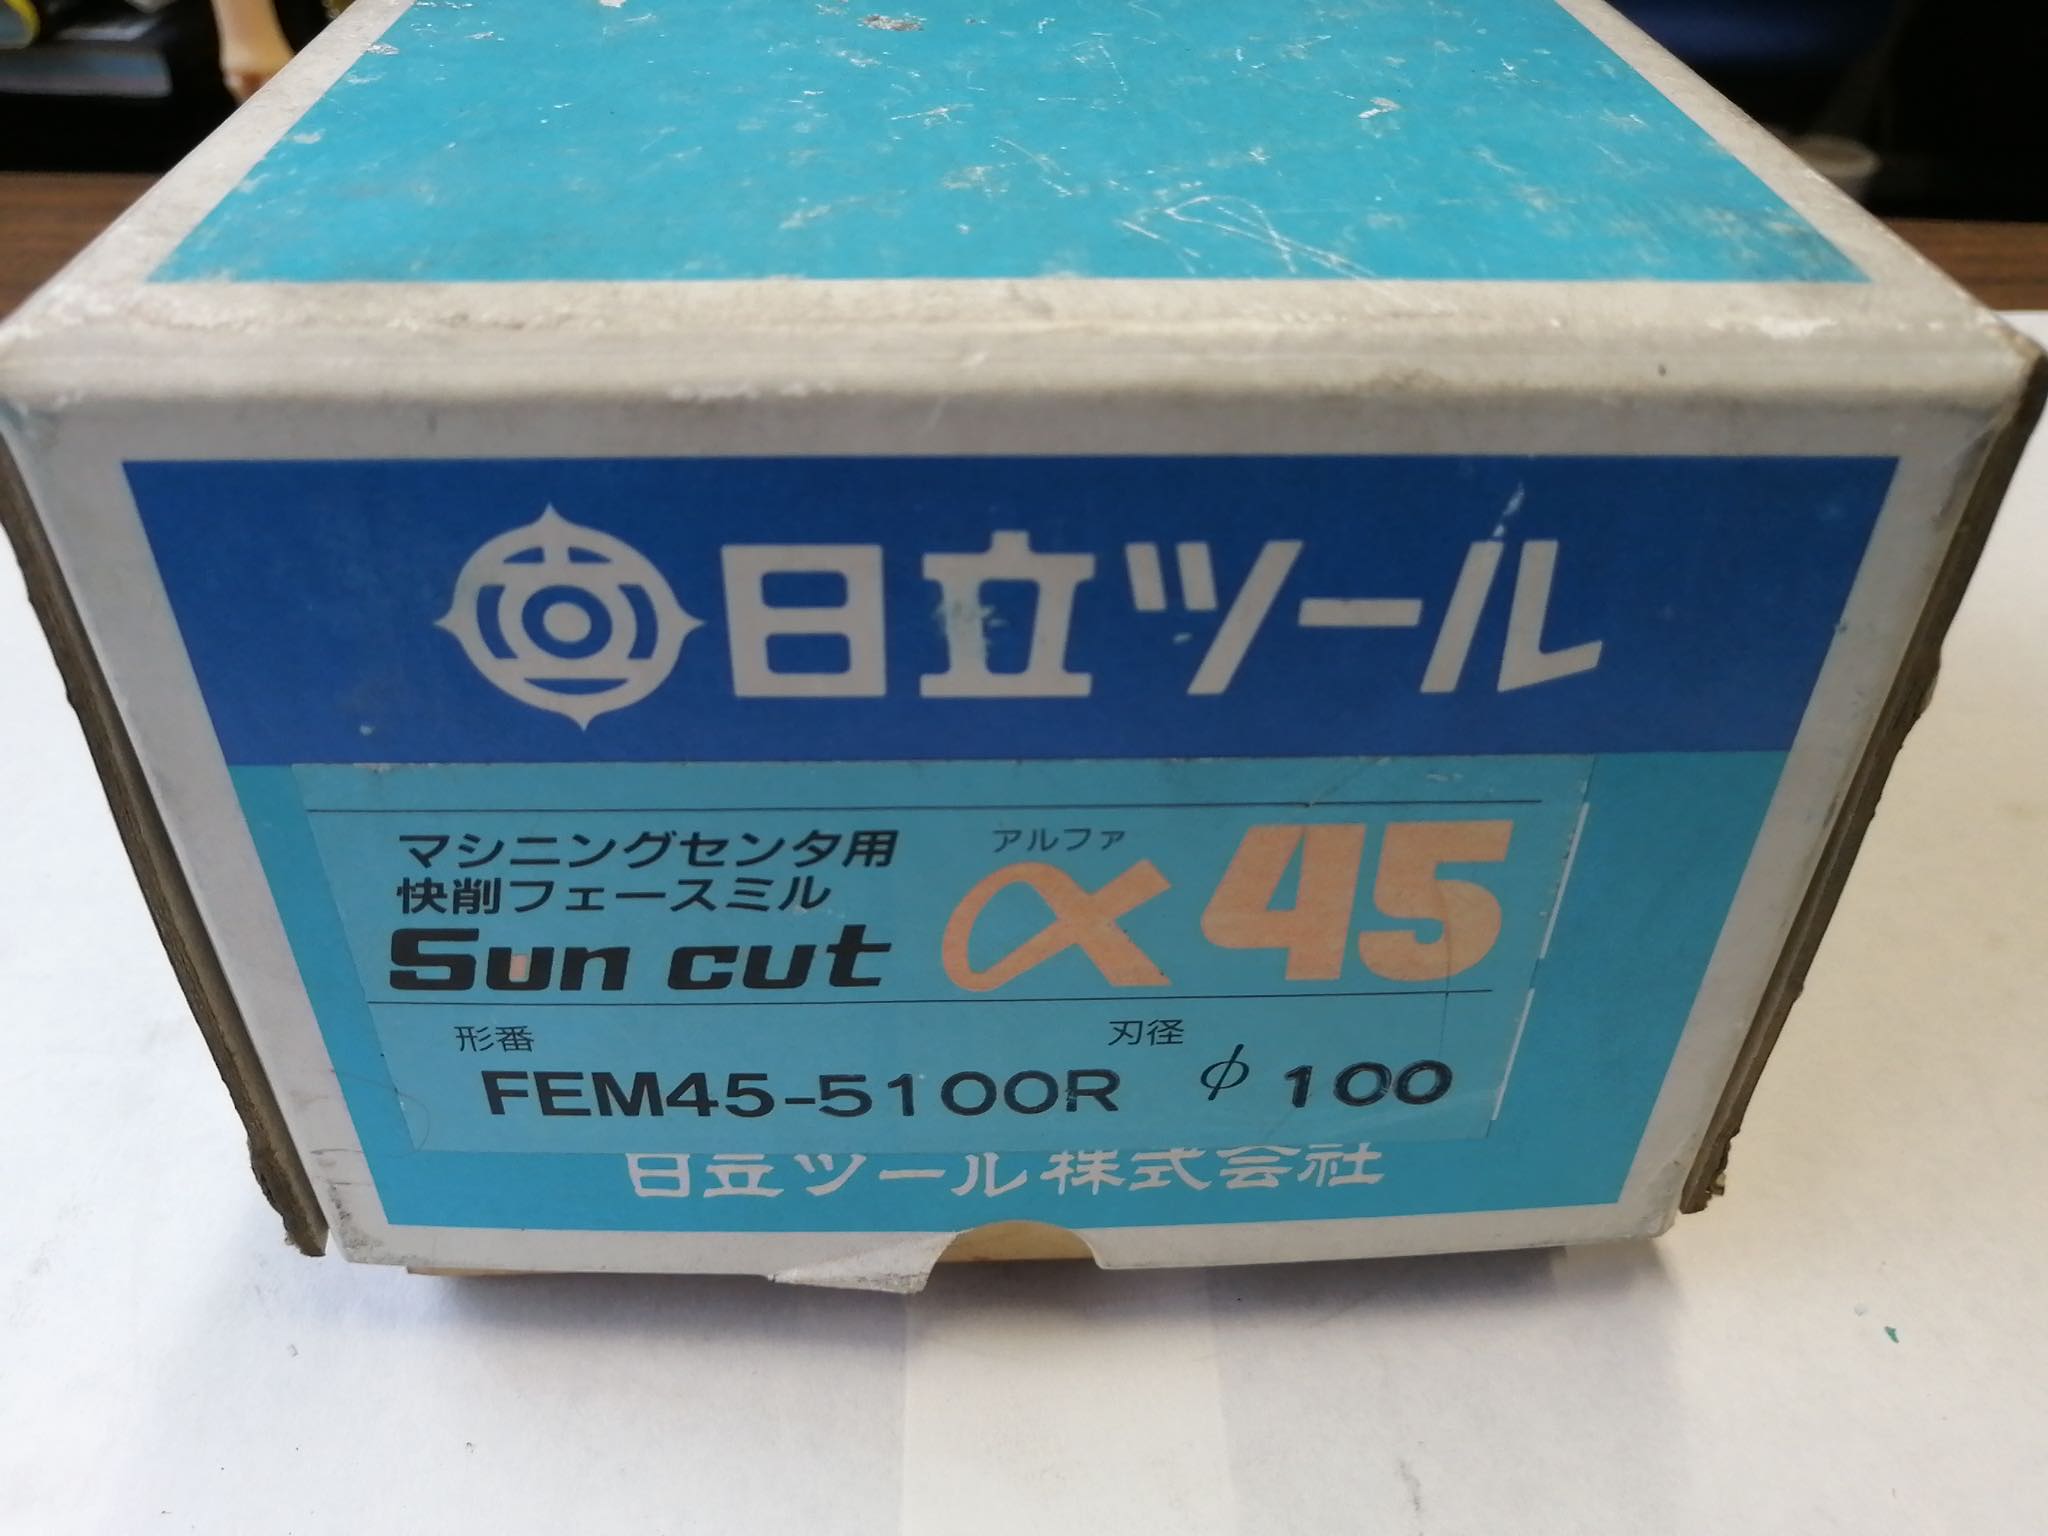 日立ツール
マシニングセンタ用
快削フェースミル
アルファ
Sun cut α45
形番
刃径
FEM45-5100R φ100
日立ツール株式会社